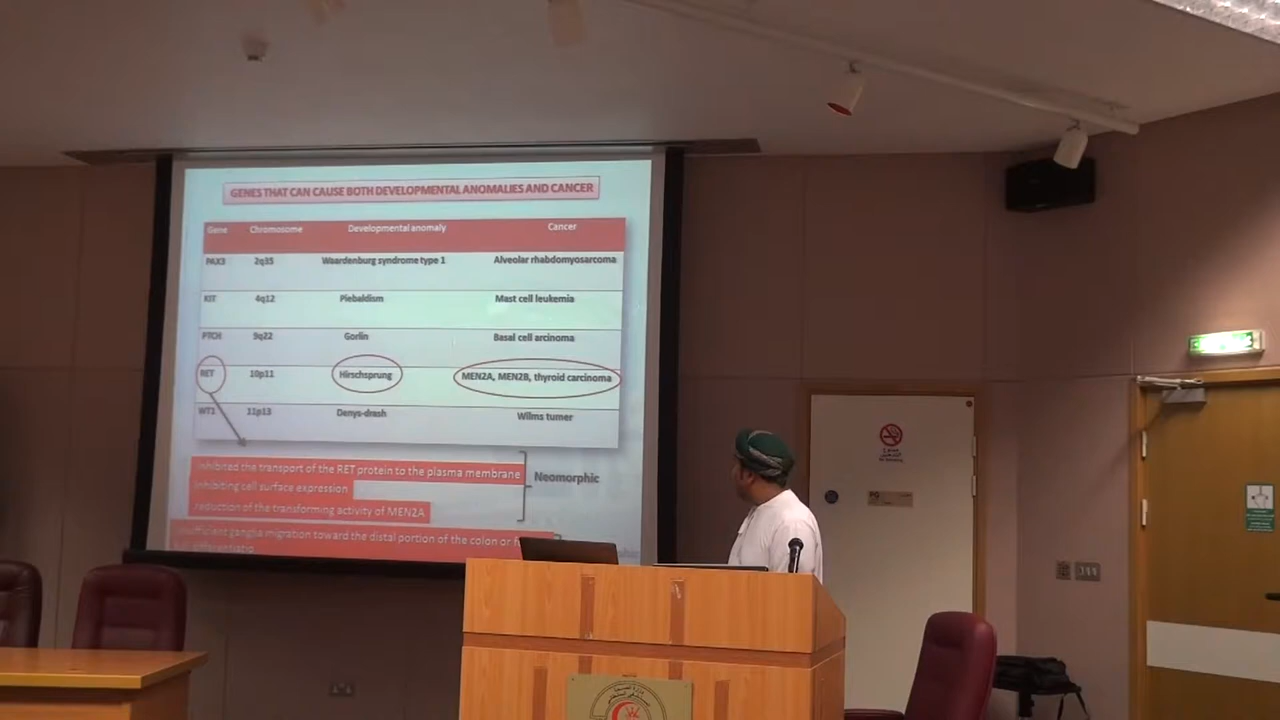 GENES THAT CAN CAUSE BOTH DEVELOPMENTAL ANOMALIES AND CANCER
Gene Chromosome Developmental anomaly Cancer
PAX3 2q35 Waardenburg syndrome type 1 Alveolar rhabdomyosarcoma
KIT 4q12 Piebaldism Mast cell leukemia
PTCH 9q22 Gorlin Basal cell arcinoma
RET 10p11 Hirschsprung MEN2A, MEN2B, thyroid carcinoma
WT1 11p13 Denys-drash Wilms tumer
Inhibited the transport of the RET protein to the plasma membrane
Inhibiting cell surface expression
reduction of the transforming activity of MEN2A
Neomorphic
ganglia migration toward the distal portion of the colon or